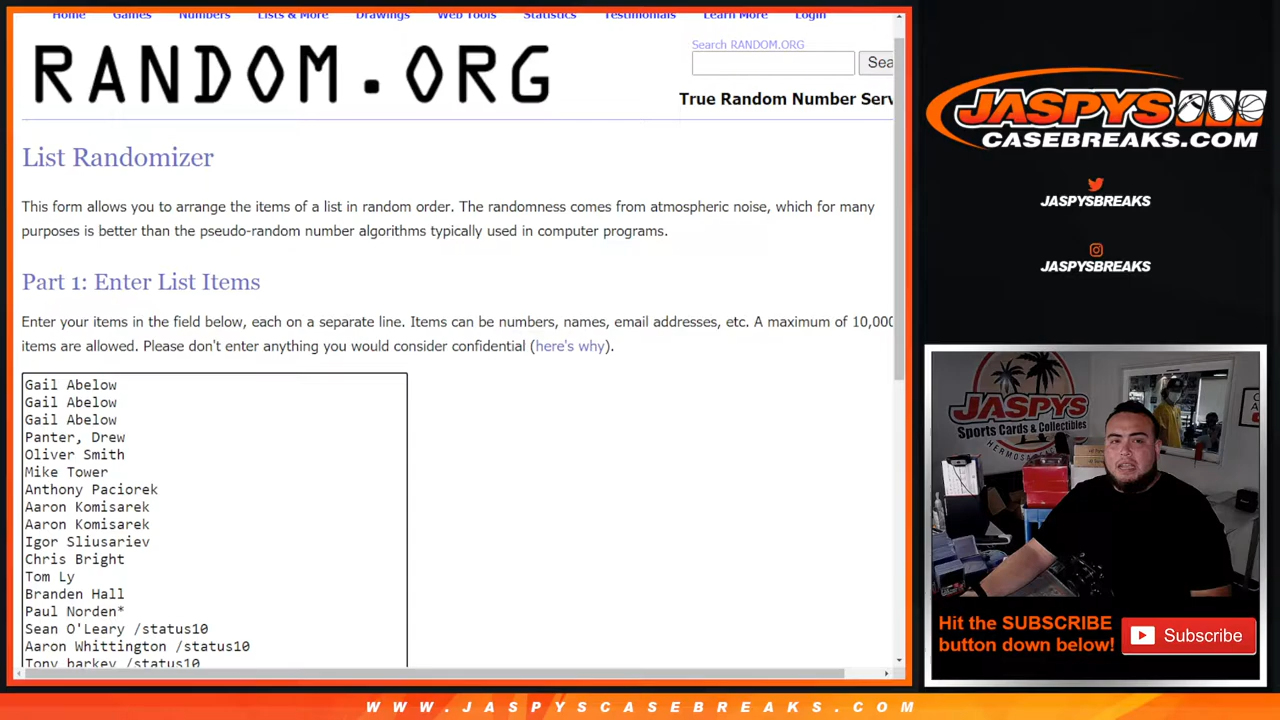 Home Games Numbers Lists & More Drawings Web Tools Statistics Testimonials Learn More Login
RANDOM.ORG
Search RANDOM.ORG
Sea
True Random Number Serv
List Randomizer
This form allows you to arrange the items of a list in random order. The randomness comes from atmospheric noise, which for many
purposes is better than the pseudo-random number algorithms typically used in computer programs.
Part 1: Enter List Items
Enter your items in the field below, each on a separate line. Items can be numbers, names, email addresses, etc. A maximum of 10,000
items are allowed. Please don't enter anything you would consider confidential (here's why).
Gail Abelow
Gail Abelow
Gail Abelow
Panter, Drew
Oliver Smith
Mike Tower
Anthony Paciorek
Aaron Komisarek
Aaron Komisarek
Igor Sliusariev
Chris Bright
Tom Ly
Branden Hall
Paul Norden*
Sean O'Leary /status10
Aaron Whittington /status10
Tony barkey /status10
JASPYS
CASEBREAKS.COM
JASPYSBREAKS
JASPYSBREAKS
JASPYS
Sports Cards & Collectibles
HERMOSA
Hit the SUBSCRIBE
button down below!
Subscribe
WWW.JASPYSCASEBREAKS.COM